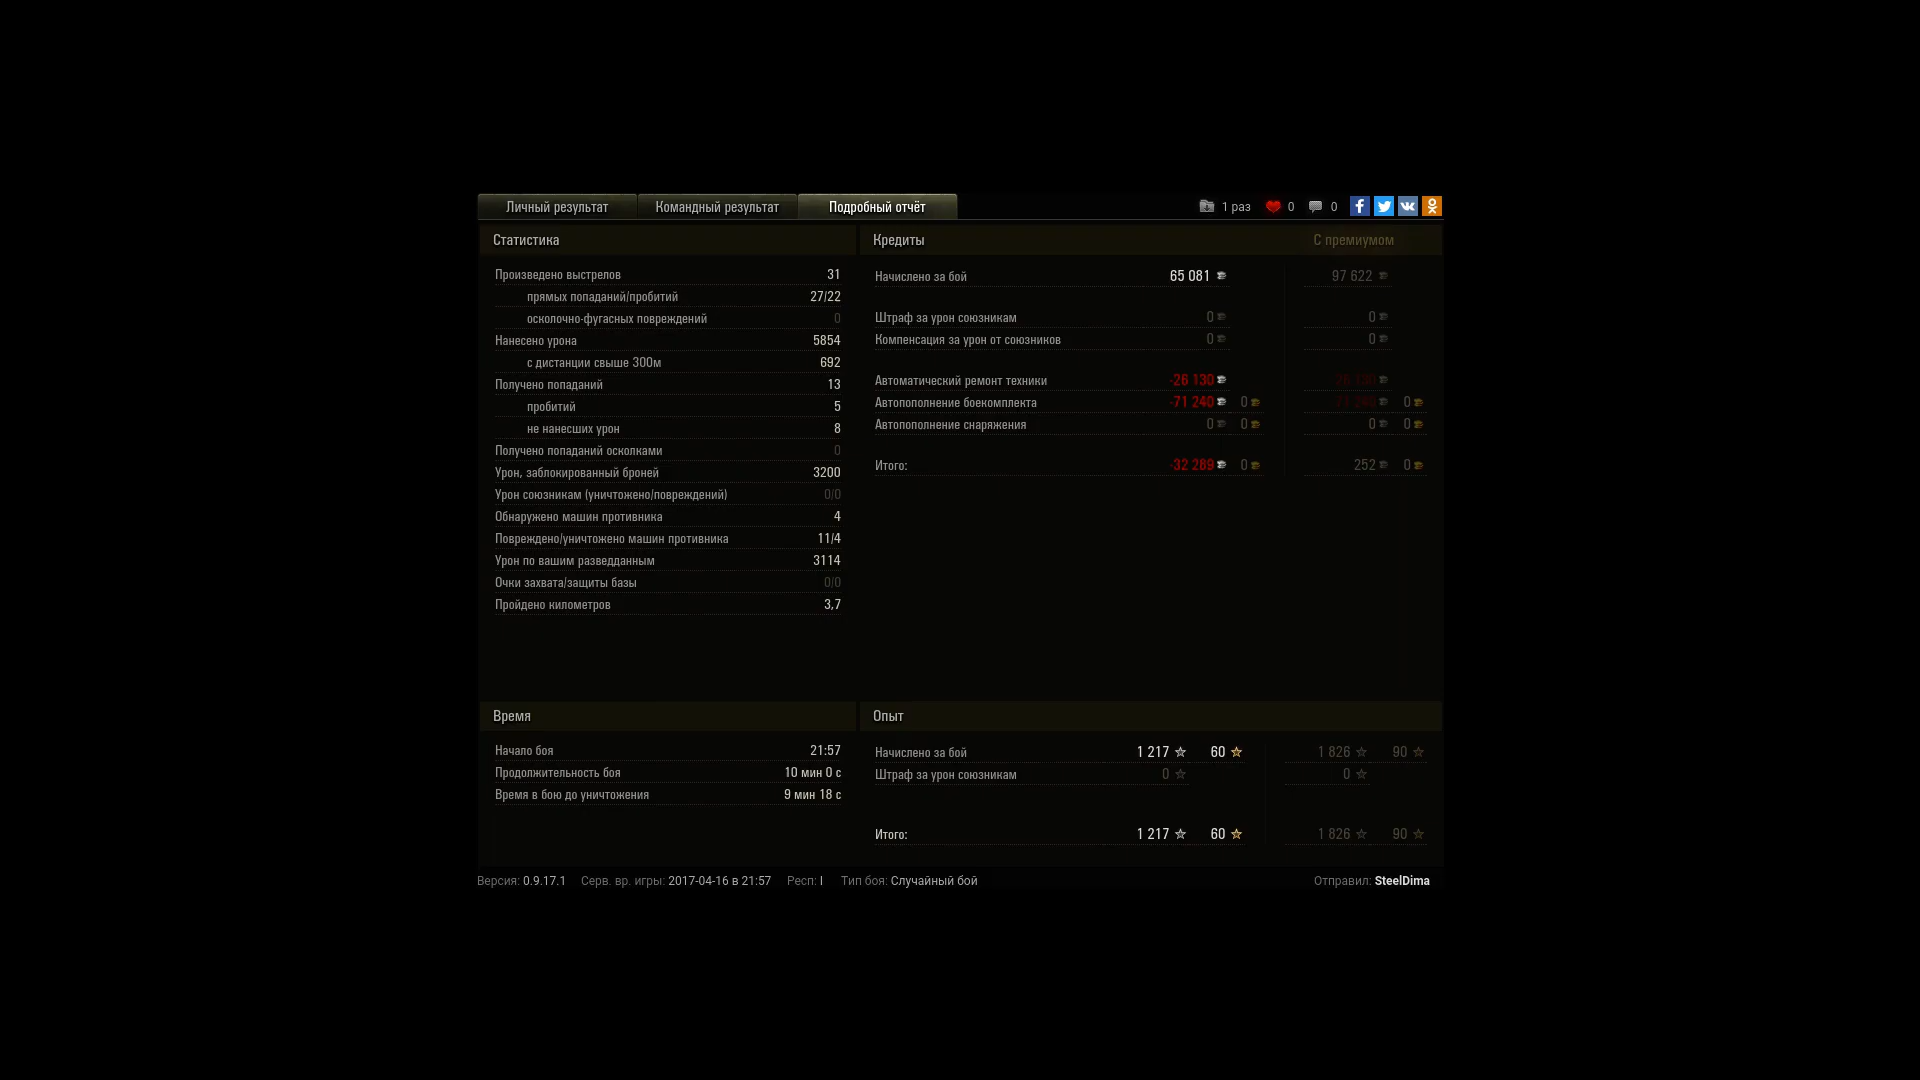 Личный результат Командный результат Подробный отчёт 1 раз 0 0
Статистика
Произведено выстрелов 31
прямых попаданий/пробитий 27/22
осколочно-фугасных повреждений 0
Нанесено урона 5854
с дистанции свыше 300м 692
Получено попаданий 13
пробитий 5
не нанесших урон 8
Получено попаданий осколками 0
Урон, заблокированный броней 3200
Урон союзникам (уничтожено/повреждений) 0/0
Обнаружено машин противника 4
Повреждено/уничтожено машин противника 11/4
Урон по вашим разведданным 3114
Очки захвата/защиты базы 0/0
Пройдено километров 3,7
Кредиты С премиумом
Начислено за бой 65 081 97 622
Штраф за урон союзникам 0 0
Компенсация за урон от союзников 0 0
Автоматический ремонт техники -26 130 -26 130
Автопополнение боекомплекта -71 240 0 -71 240 0
Автопополнение снаряжения 0 0 0 0
Итого: -32 289 0 252 0
Время
Начало боя 21:57
Продолжительность боя 10 мин 0 с
Время в бою до уничтожения 9 мин 18 с
Опыт
Начислено за бой 1 217 60 1 826 90
Штраф за урон союзникам 0 0
Итого: 1 217 60 1 826 90
Версия: 0.9.17.1 Серв. вр. игры: 2017-04-16 в 21:57 Респ: I Тип боя: Случайный бой Отправил: SteelDima